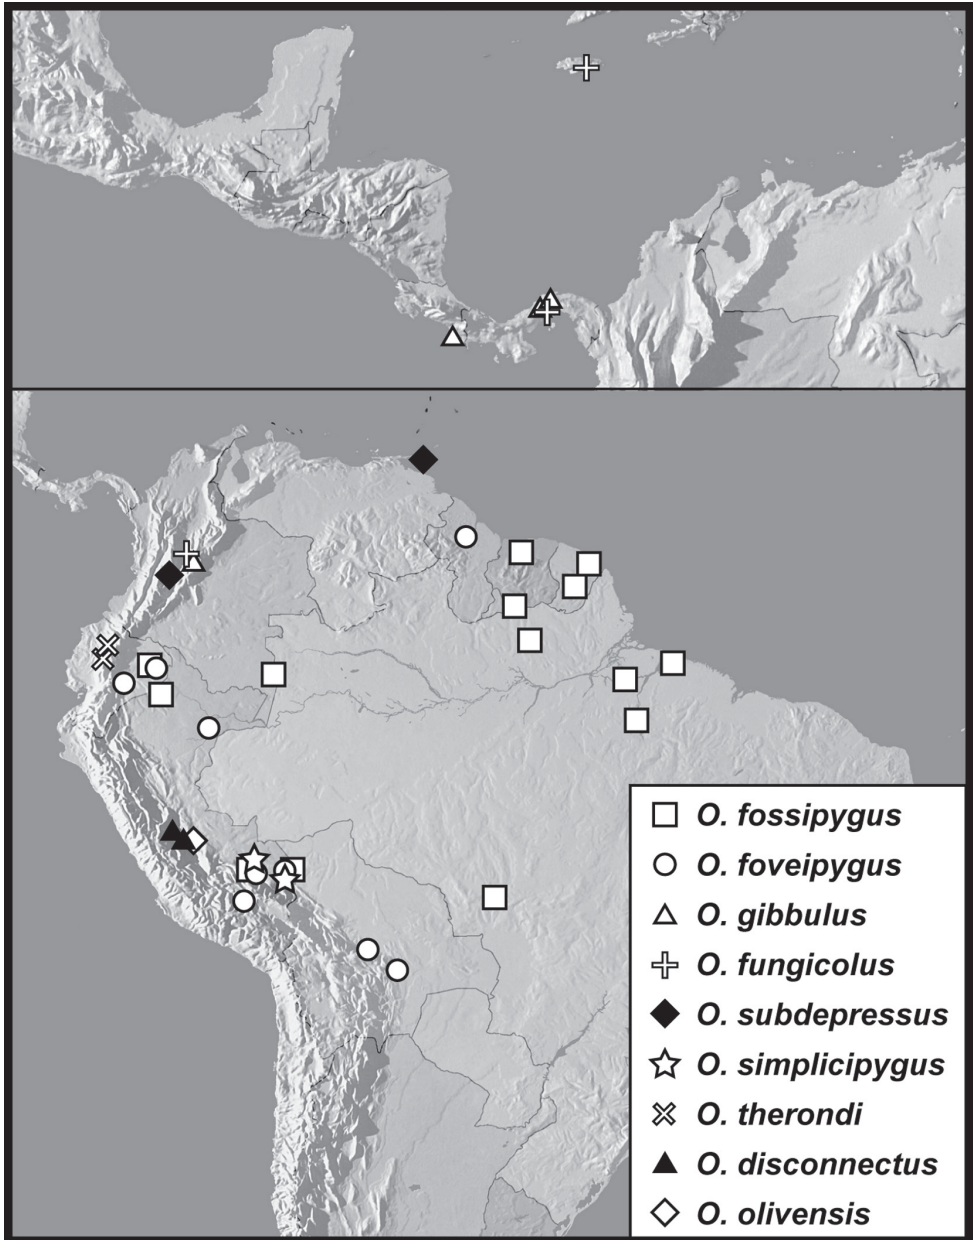 O. fossipygus
O. foveipygus
O. gibbulus
O. fungicolus
O. subdepressus
O. simplicipygus
O. therondi
O. disconnectus
O. olivensis